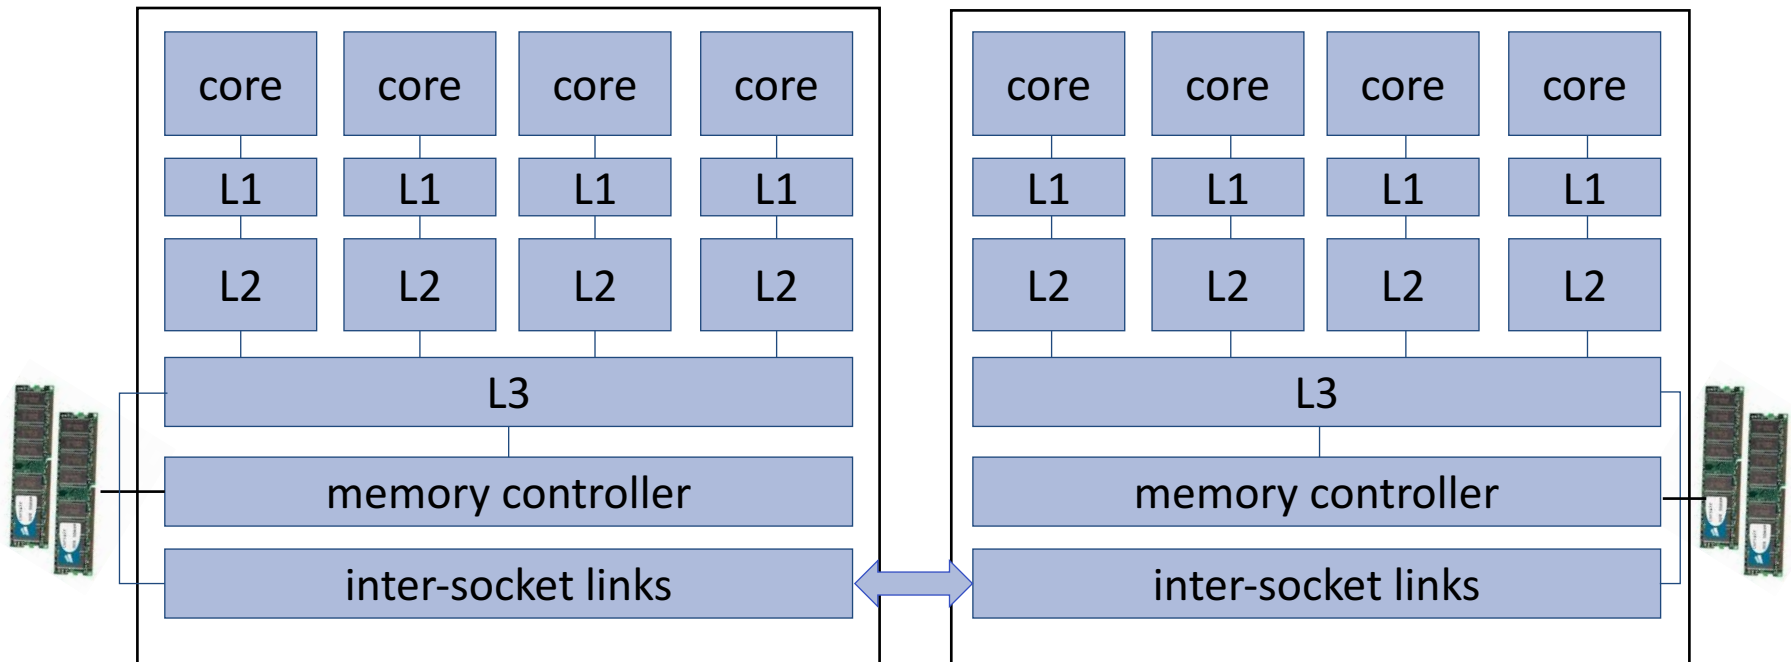 core core core core
L1 L1 L1 L1
L2 L2 L2 L2
L3
memory controller
inter-socket links
core core core core
L1 L1 L1 L1
L2 L2 L2 L2
L3
memory controller
inter-socket links